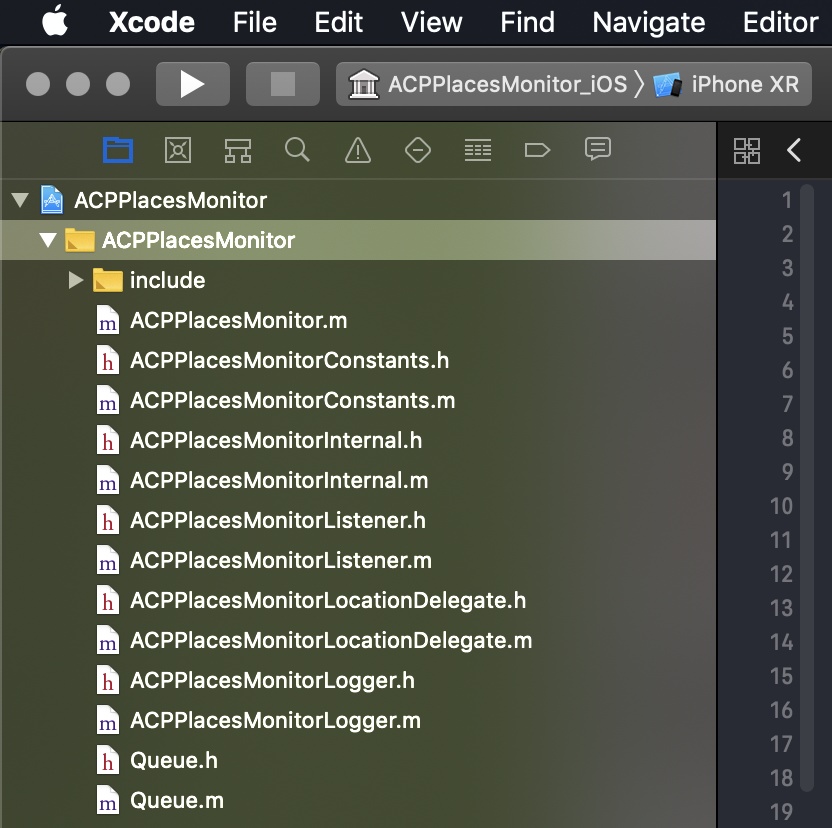 Xcode File Edit View Find Navigate Editor
ACPPlacesMonitor_iOS iPhone XR
ACPPlacesMonitor
ACPPlacesMonitor
include
m ACPPlacesMonitor.m
h ACPPlacesMonitorConstants.h
m ACPPlacesMonitorConstants.m
h ACPPlacesMonitorInternal.h
m ACPPlacesMonitorInternal.m
h ACPPlacesMonitorListener.h
m ACPPlacesMonitorListener.m
h ACPPlacesMonitorLocationDelegate.h
m ACPPlacesMonitorLocationDelegate.m
h ACPPlacesMonitorLogger.h
m ACPPlacesMonitorLogger.m
h Queue.h
m Queue.m
1
2
3
4
5
6
7
8
9
10
11
12
13
14
15
16
17
18
19